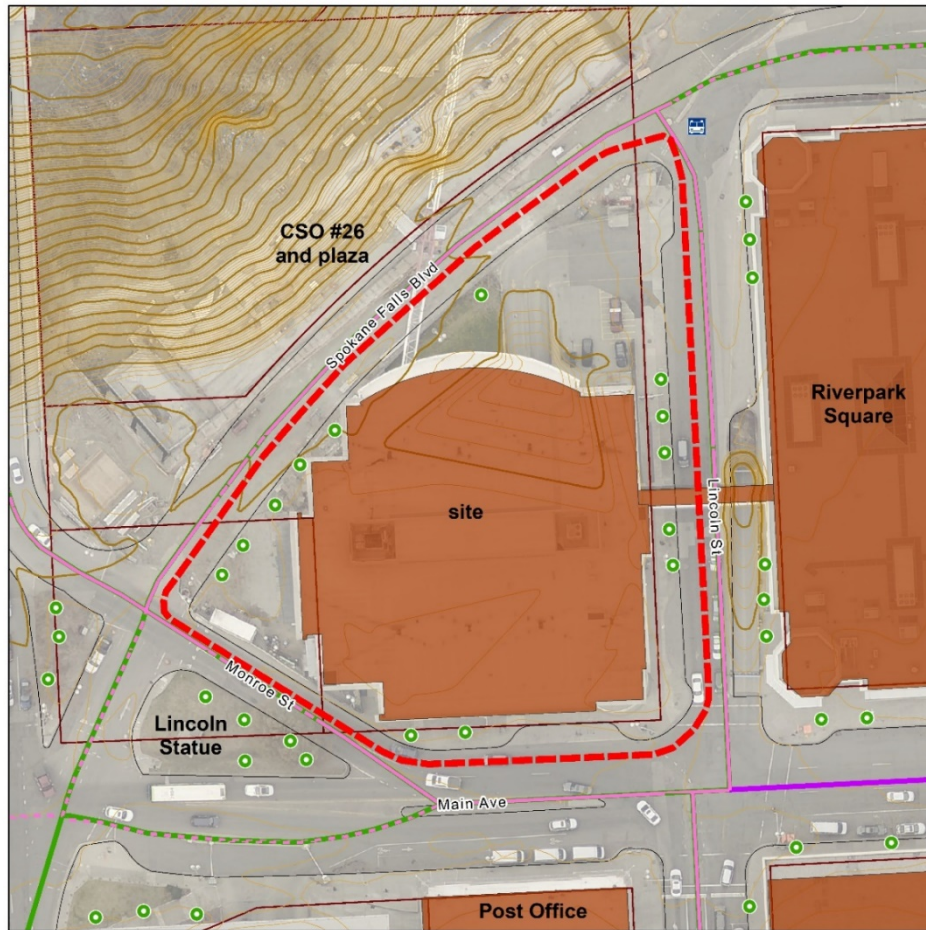 CSO #26
and plaza
Spokane Falls Blvd
Riverpark
Square
site
Lincoln St
Monroe St
Lincoln
Statue
Main Ave
Post Office